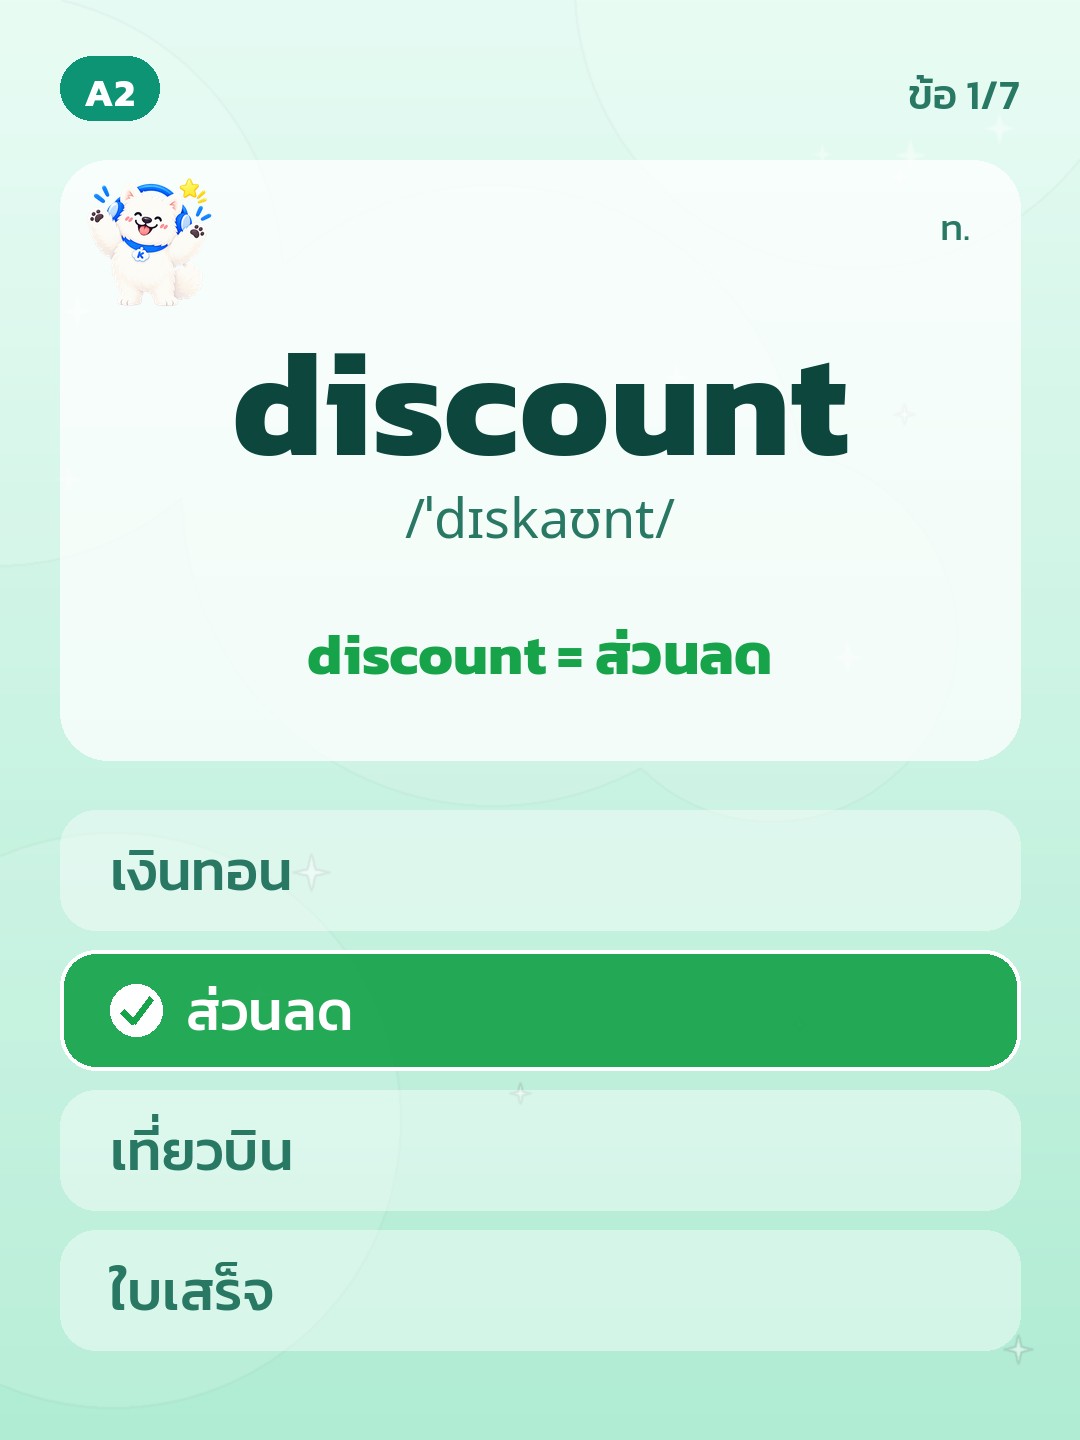 A2
ข้อ 1/7
n.
K
discount
/ˈdɪskaʊnt/
discount = ส่วนลด
เงินทอน
ส่วนลด
เที่ยวบิน
ใบเสร็จ